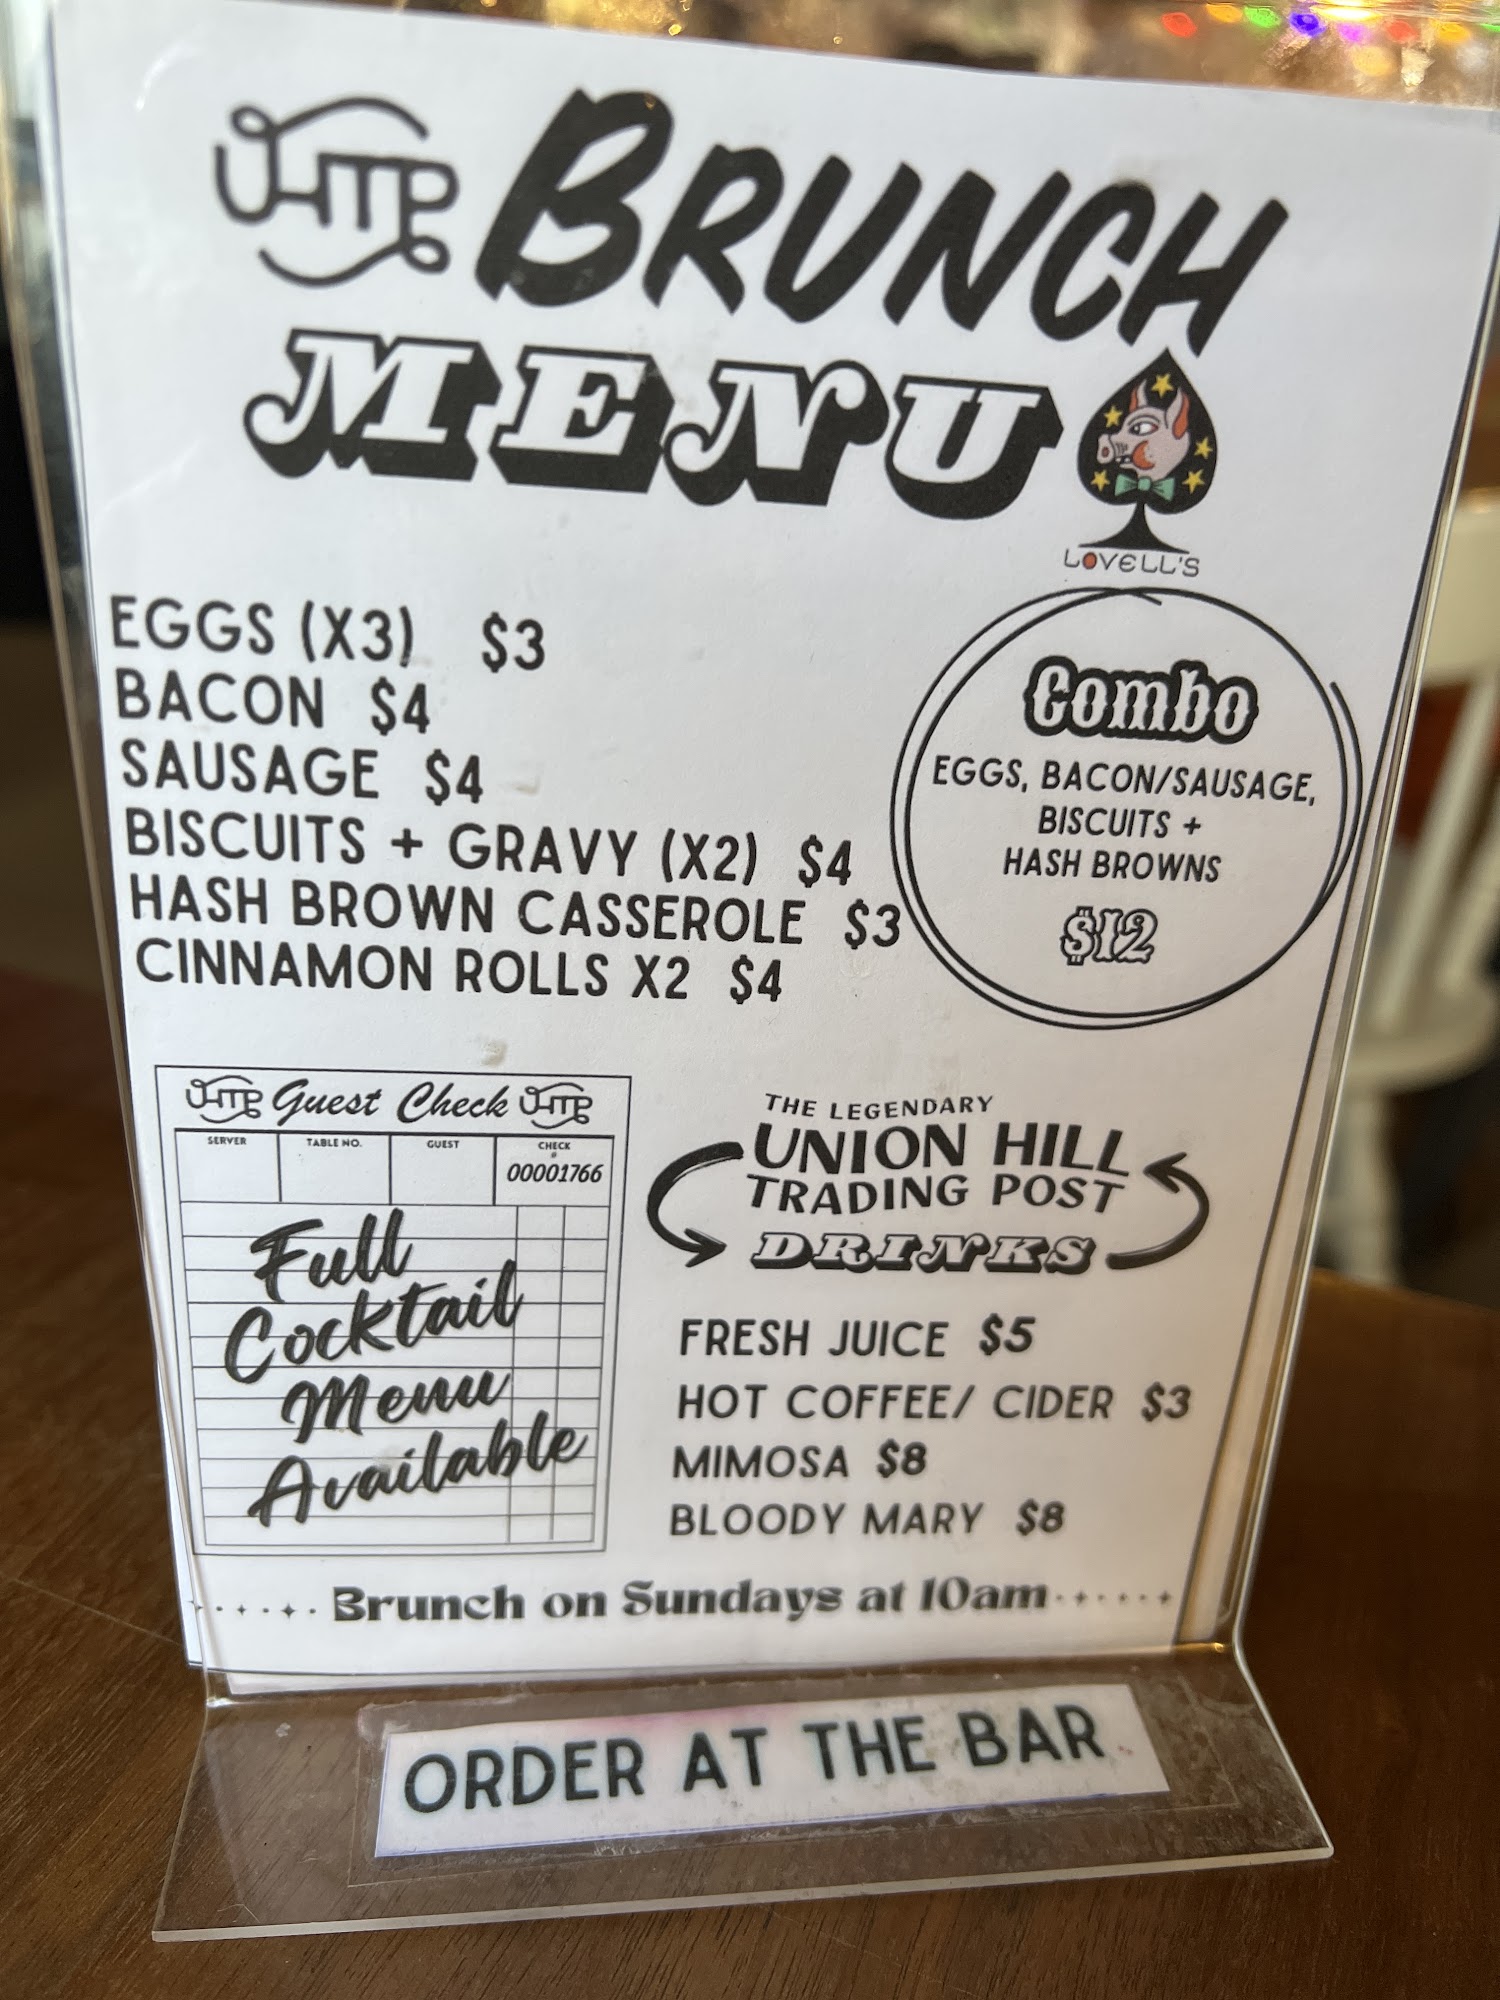 UHTP BRUNCH
MENU
LOVELL'S
EGGS (X3) $3
BACON $4
SAUSAGE $4
BISCUITS + GRAVY (X2) $4
HASH BROWN CASSEROLE $3
CINNAMON ROLLS X2 $4
Combo
EGGS, BACON/SAUSAGE,
BISCUITS +
HASH BROWNS
$12
UHTP Guest Check UHTP
SERVER TABLE NO. GUEST CHECK
#
00001766
Full
Cocktail
Menu
Available
THE LEGENDARY
UNION HILL
TRADING POST
DRINKS
FRESH JUICE $5
HOT COFFEE/ CIDER $3
MIMOSA $8
BLOODY MARY $8
Brunch on Sundays at 10am
ORDER AT THE BAR